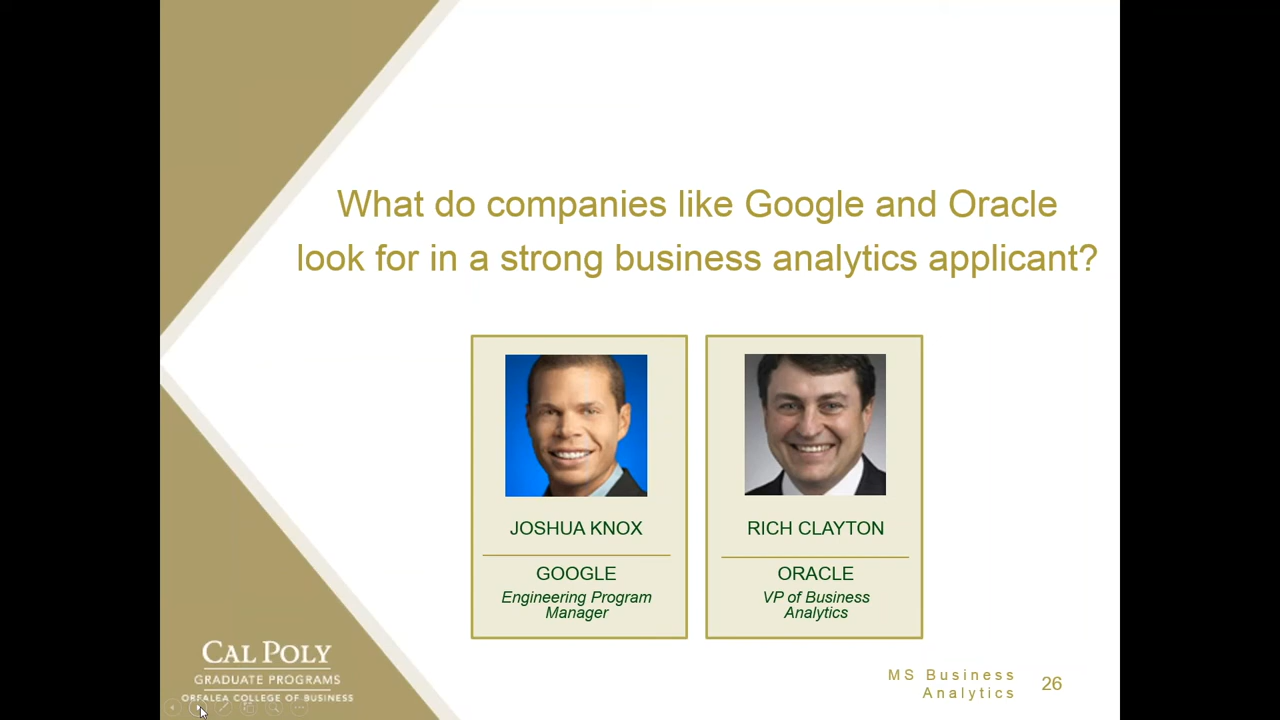 What do companies like Google and Oracle
look for in a strong business analytics applicant?
JOSHUA KNOX
GOOGLE
Engineering Program
Manager
RICH CLAYTON
ORACLE
VP of Business
Analytics
CAL POLY
GRADUATE PROGRAMS
ORFALEA COLLEGE OF BUSINESS
MS Business
Analytics
26